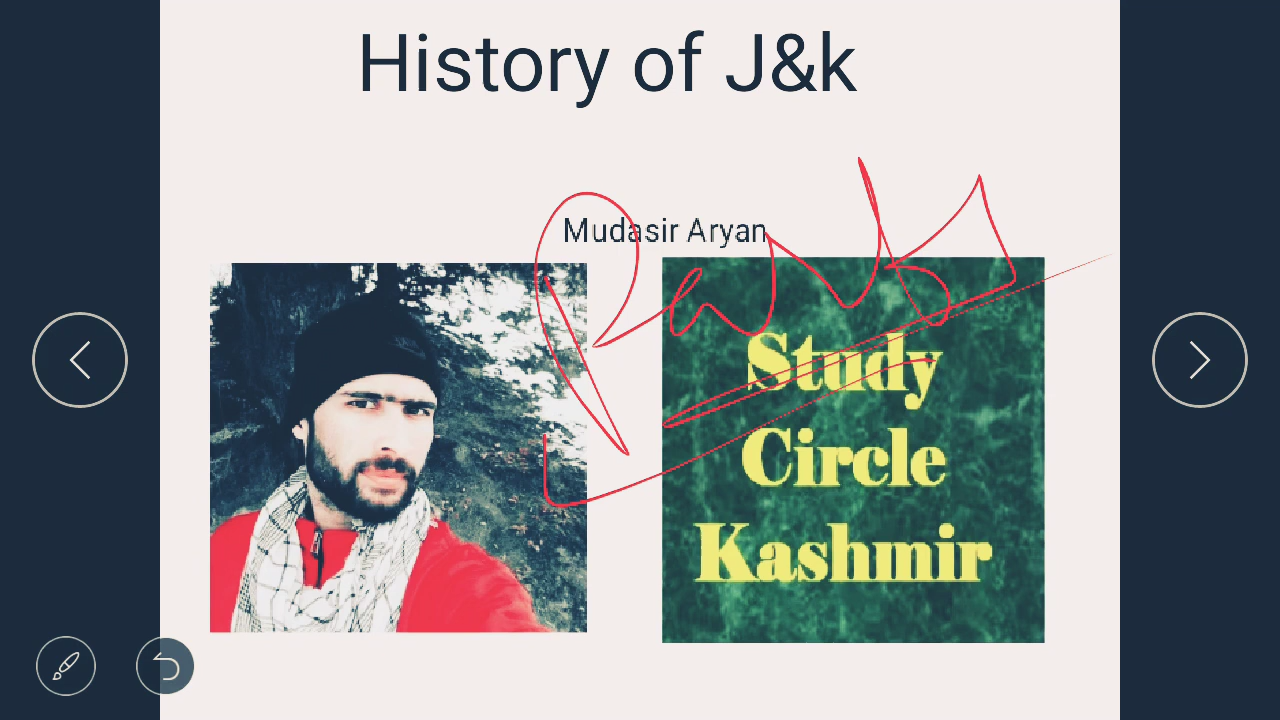 History of J&k
Mudasir Aryan
Study
Circle
Kashmir